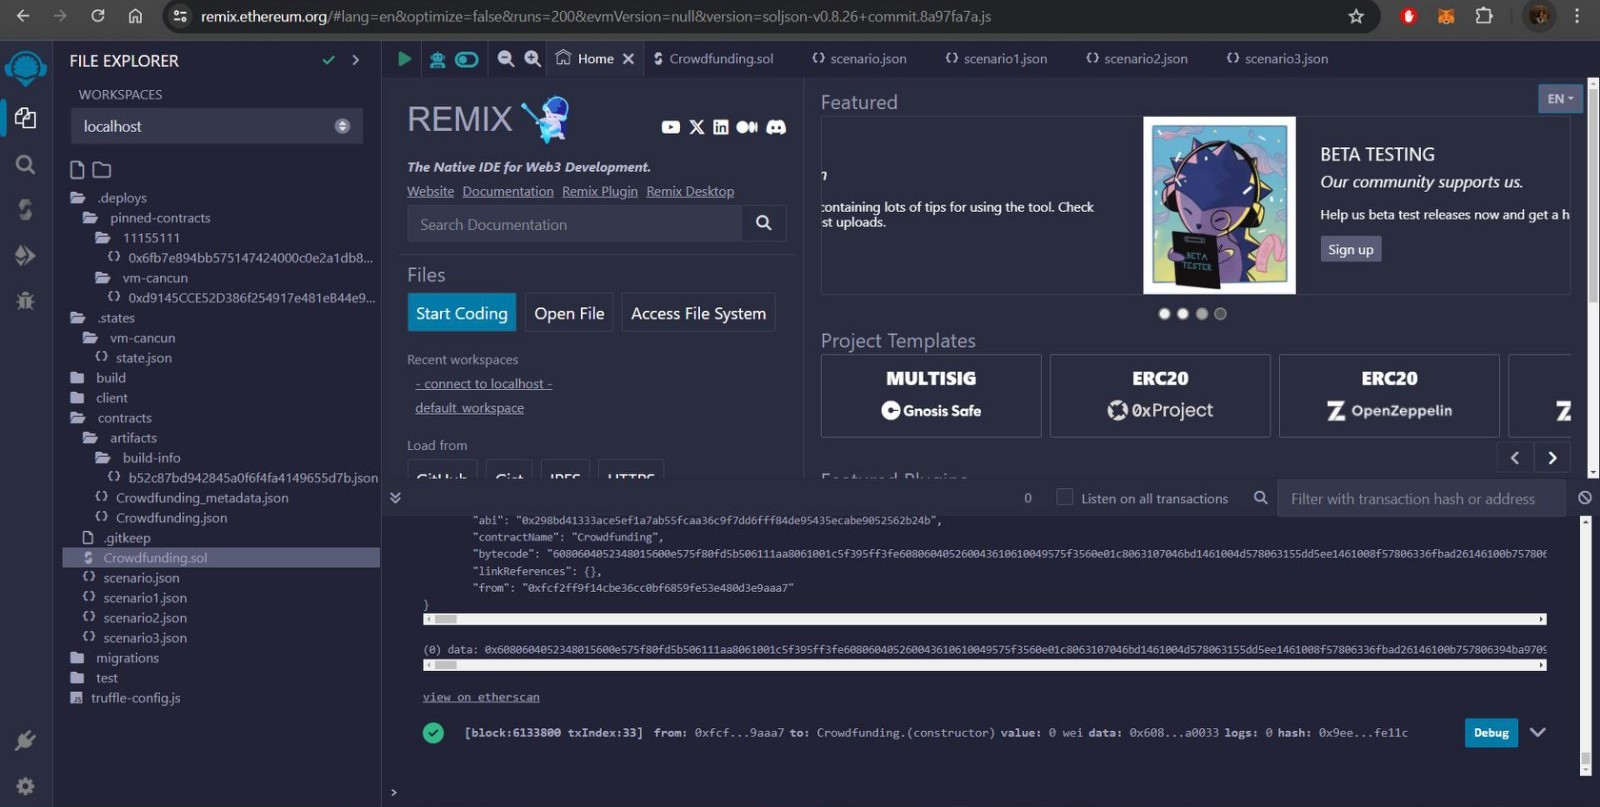 remix.ethereum.org/#lang=en&optimize=false&runs=200&evmVersion=null&version=soljson-v0.8.26+commit.8a97fa7a.js
FILE EXPLORER
WORKSPACES
localhost
.deploys
pinned-contracts
11155111
0x6fb7e894bb575147424000c0e2a1db8...
vm-cancun
0xd9145CCE52D386f254917e481eB44e9...
.states
vm-cancun
state.json
build
client
contracts
artifacts
build-info
b52c87bd942845a0f6f4fa4149655d7b.json
Crowdfunding_metadata.json
Crowdfunding.json
.gitkeep
Crowdfunding.sol
scenario.json
scenario1.json
scenario2.json
scenario3.json
migrations
test
truffle-config.js
Home
Crowdfunding.sol
scenario.json
scenario1.json
scenario2.json
scenario3.json
REMIX
The Native IDE for Web3 Development.
Website Documentation Remix Plugin Remix Desktop
Search Documentation
Files
Start Coding
Open File
Access File System
Recent workspaces
- connect to localhost -
default_workspace
Load from
GitHub Gist IPFS HTTPS
Featured
EN
n
containing lots of tips for using the tool. Check
st uploads.
BETA
TESTER
BETA TESTING
Our community supports us.
Help us beta test releases now and get a h
Sign up
Project Templates
MULTISIG
Gnosis Safe
ERC20
0xProject
ERC20
OpenZeppelin
Featured Plugins
0
Listen on all transactions
Filter with transaction hash or address
"abi": "0x298bd41333ace5ef1a7ab55fcaa36c9f7dd6fff84de95435ecabe9052562b24b",
"contractName": "Crowdfunding",
"bytecode": "6080604052348015600e575f80fd5b506111aa8061001c5f395ff3fe608060405260043610610049575f3560e01c8063107046bd1461004d578063155dd5ee1461008f57806336fbad26146100b757806
"linkReferences": {},
"from": "0xfcf2ff9f14cbe36cc0bf6859fe53e480d3e9aaa7"
}
(0) data: 0x6080604052348015600e575f80fd5b506111aa8061001c5f395ff3fe608060405260043610610049575f3560e01c8063107046bd1461004d578063155dd5ee1461008f57806336fbad26146100b757806394ba9709
view on etherscan
[block:6133800 txIndex:33] from: 0xfcf...9aaa7 to: Crowdfunding.(constructor) value: 0 wei data: 0x608...a0033 logs: 0 hash: 0x9ee...fe11c
Debug
>